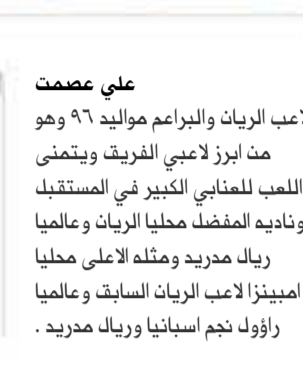 علي عصمت
لاعب الريان والبراعم مواليد ٩٦ وهو
من ابرز لاعبي الفريق ويتمنى
اللعب للعنابي الكبير في المستقبل
وناديه المفضل محليا الريان وعالميا
ريال مدريد ومثله الاعلى محليا
امبينزا لاعب الريان السابق وعالميا
راؤول نجم اسبانيا وريال مدريد .